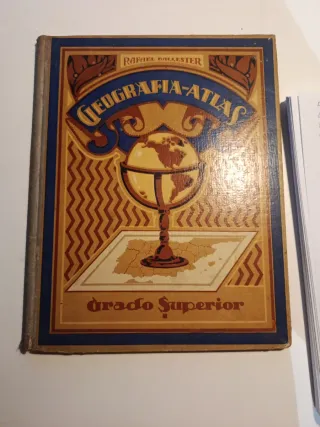 RAFAEL BALLESTER
GEOGRAFIA-ATLAS
Grado Superior